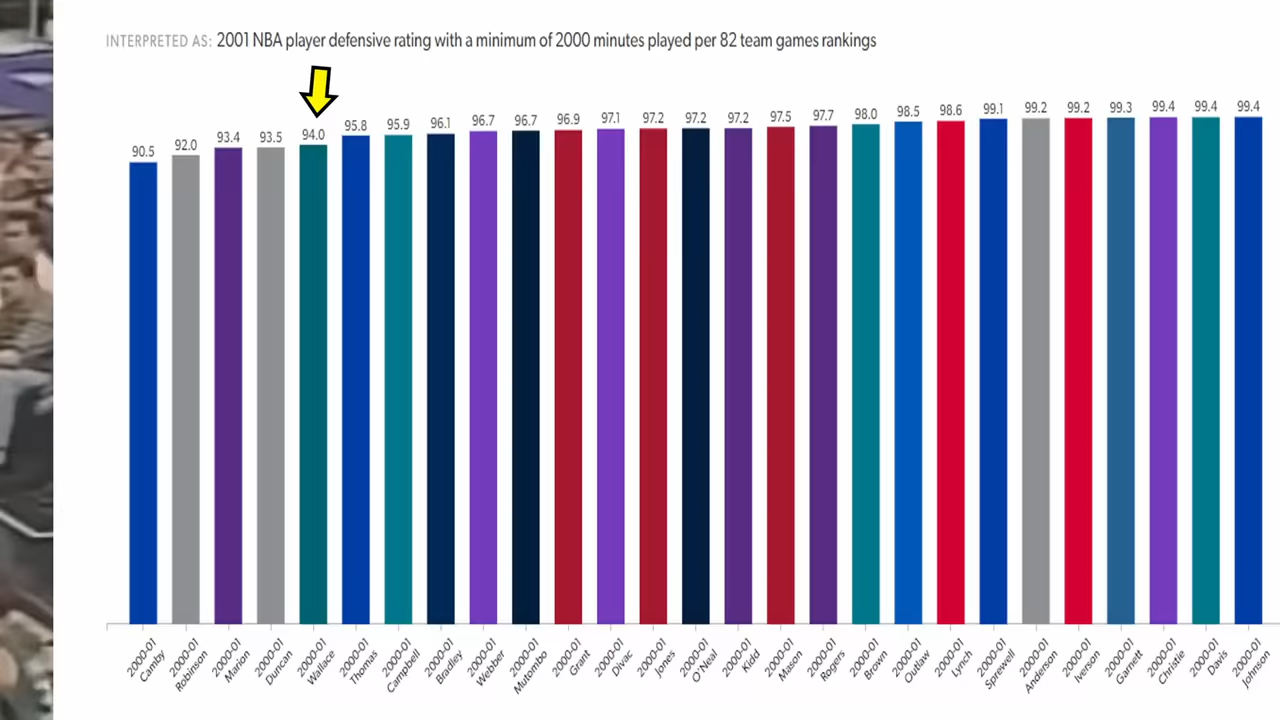 INTERPRETED AS: 2001 NBA player defensive rating with a minimum of 2000 minutes played per 82 team games rankings
90.5 92.0 93.4 93.5 94.0 95.8 95.9 96.1 96.7 96.7 96.9 97.1 97.2 97.2 97.2 97.5 97.7 98.0 98.5 98.6 99.1 99.2 99.2 99.3 99.4 99.4 99.4
2000-01 Camby
2000-01 Robinson
2000-01 Marion
2000-01 Duncan
2000-01 Wallace
2000-01 Thomas
2000-01 Campbell
2000-01 Bradley
2000-01 Webber
2000-01 Mutombo
2000-01 Grant
2000-01 Divac
2000-01 Jones
2000-01 O'Neal
2000-01 Kidd
2000-01 Mason
2000-01 Rogers
2000-01 Brown
2000-01 Outlaw
2000-01 Lynch
2000-01 Sprewell
2000-01 Anderson
2000-01 Iverson
2000-01 Garnett
2000-01 Christie
2000-01 Davis
2000-01 Johnson